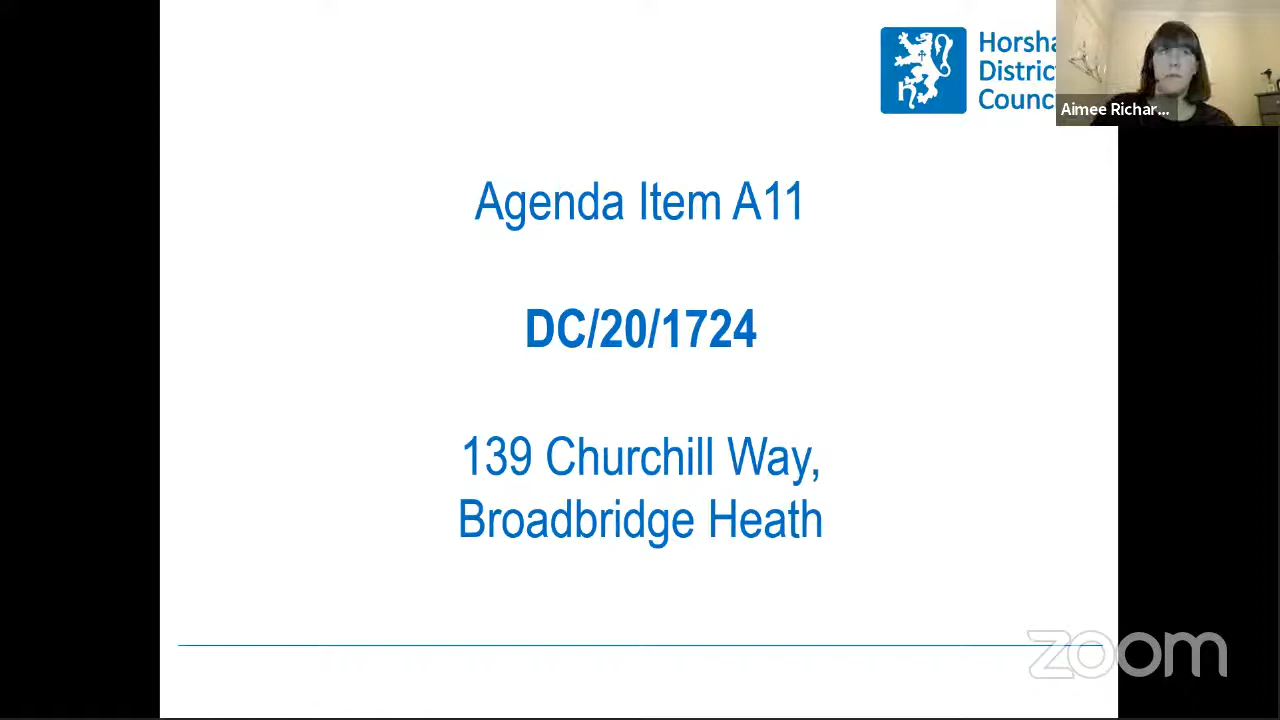 Horsha
Distric
Counc
Aimee Richar...
Agenda Item A11
DC/20/1724
139 Churchill Way,
Broadbridge Heath
zoom